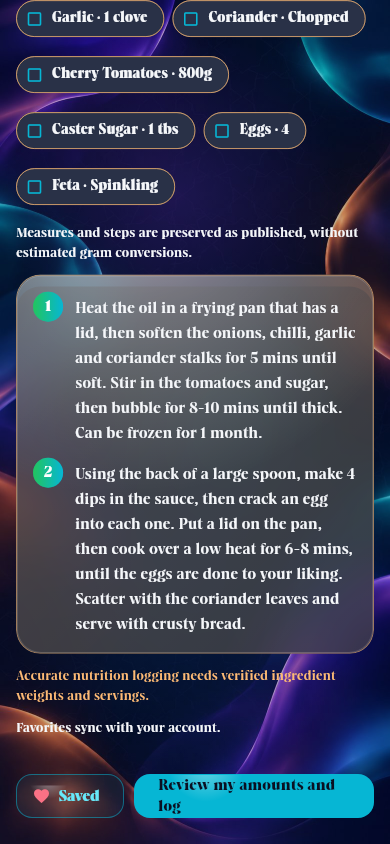 Garlic · 1 clove
Coriander · Chopped
Cherry Tomatoes · 800g
Caster Sugar · 1 tbs
Eggs · 4
Feta · Spinkling
Measures and steps are preserved as published, without
estimated gram conversions.
1
Heat the oil in a frying pan that has a
lid, then soften the onions, chilli, garlic
and coriander stalks for 5 mins until
soft. Stir in the tomatoes and sugar,
then bubble for 8-10 mins until thick.
Can be frozen for 1 month.
2
Using the back of a large spoon, make 4
dips in the sauce, then crack an egg
into each one. Put a lid on the pan,
then cook over a low heat for 6-8 mins,
until the eggs are done to your liking.
Scatter with the coriander leaves and
serve with crusty bread.
Accurate nutrition logging needs verified ingredient
weights and servings.
Favorites sync with your account.
Saved
Review my amounts and
log